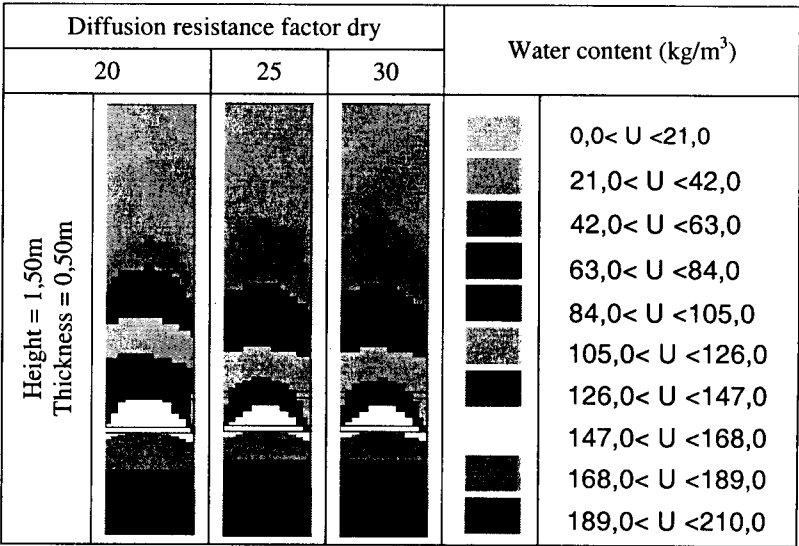 Diffusion resistance factor dry
Water content (kg/m³)
20
25
30
Height = 1,50m
Thickness = 0,50m
0,0< U <21,0
21,0< U <42,0
42,0< U <63,0
63,0< U <84,0
84,0< U <105,0
105,0< U <126,0
126,0< U <147,0
147,0< U <168,0
168,0< U <189,0
189,0< U <210,0